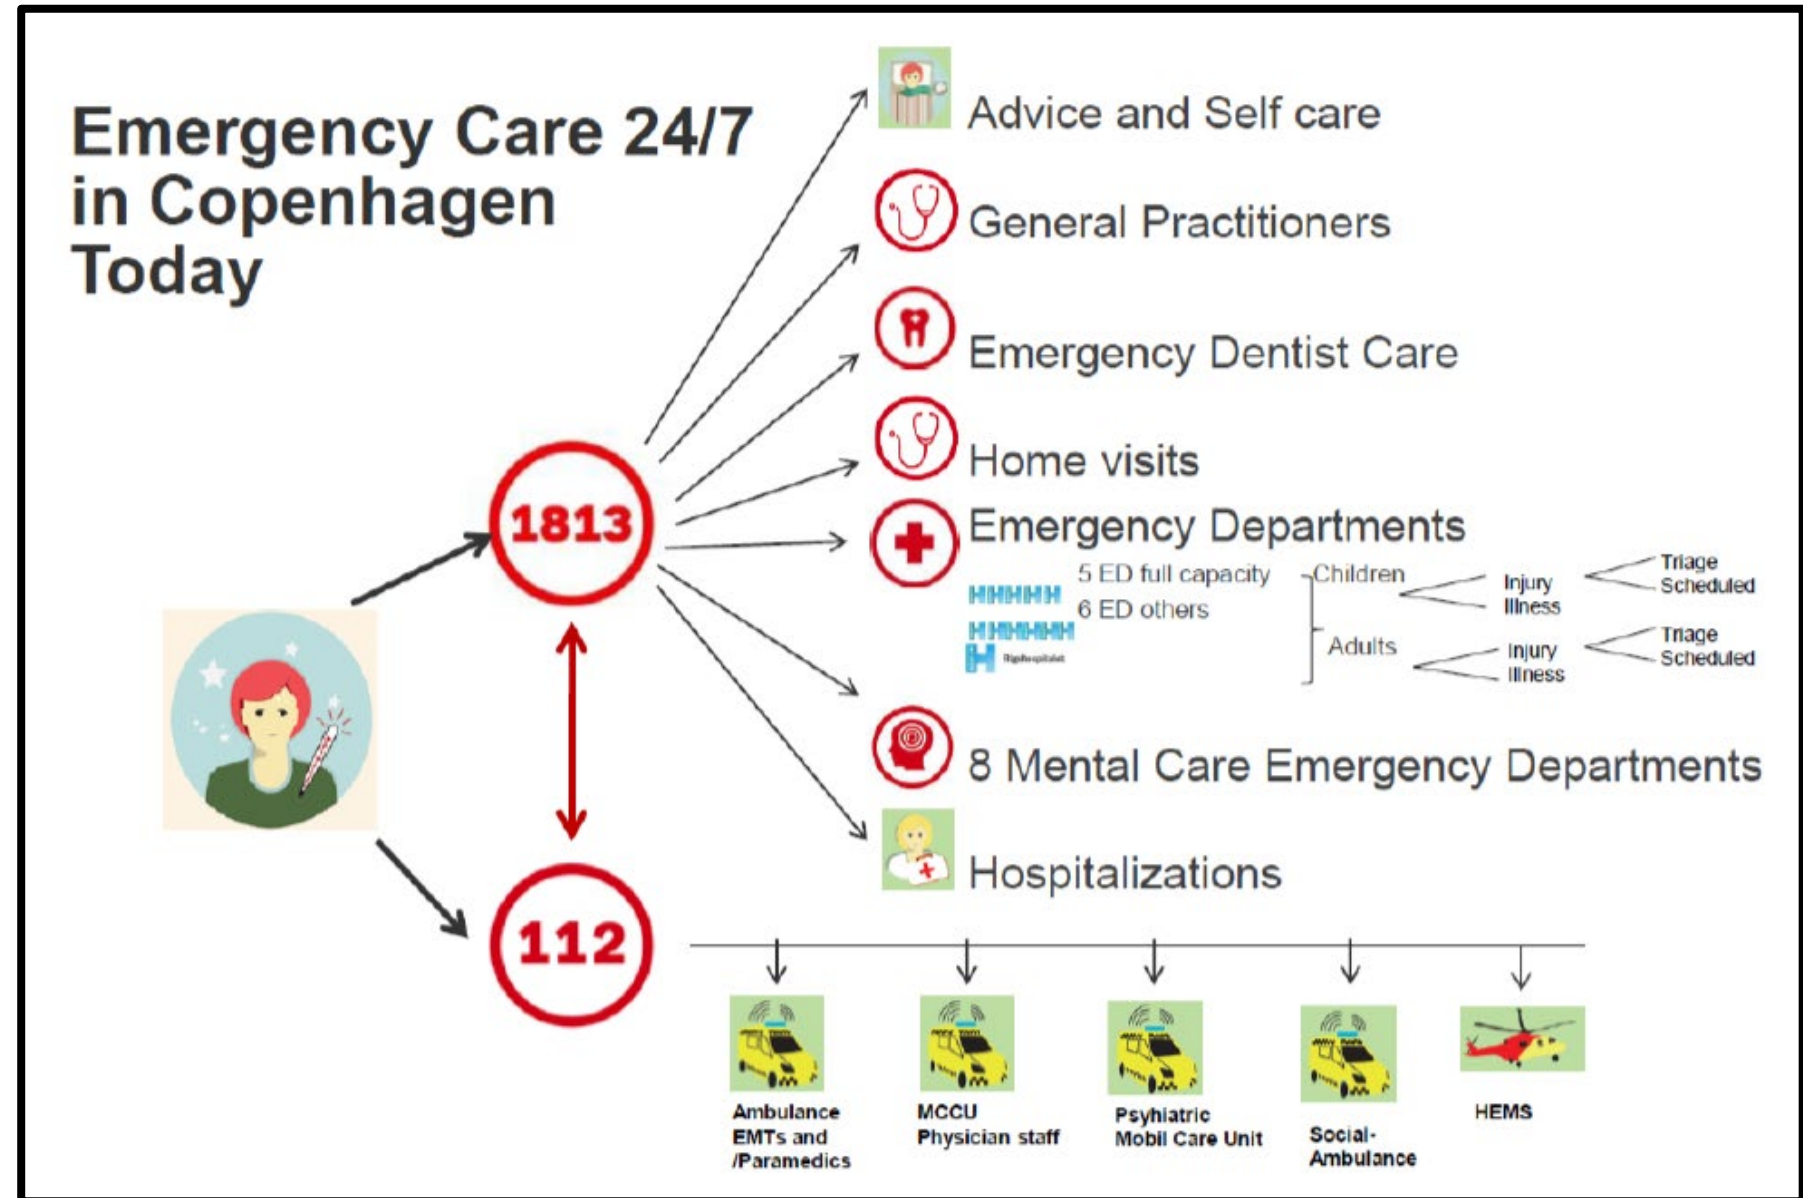 Emergency Care 24/7
in Copenhagen
Today
Advice and Self care
General Practitioners
Emergency Dentist Care
1813
Home visits
Emergency Departments
5 ED full capacity
HHHHH
6 ED others
HHHHHH
H Rigshospitalet
Children
Injury
Illness
Triage
Scheduled
Adults
Injury
Illness
Triage
Scheduled
8 Mental Care Emergency Departments
Hospitalizations
112
Ambulance
EMTs and
/Paramedics
MCCU
Physician staff
Psyhiatric
Mobil Care Unit
Social-
Ambulance
HEMS